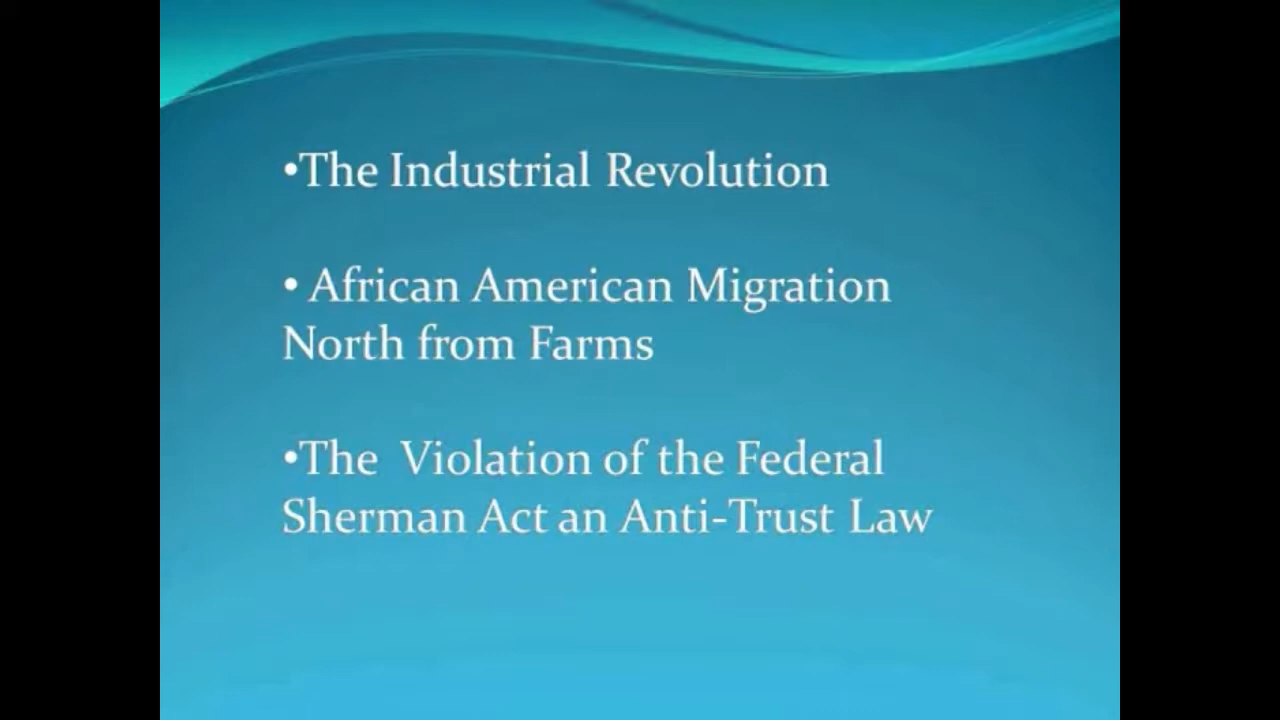 •The Industrial Revolution
• African American Migration
North from Farms
•The  Violation of the Federal
Sherman Act an Anti-Trust Law